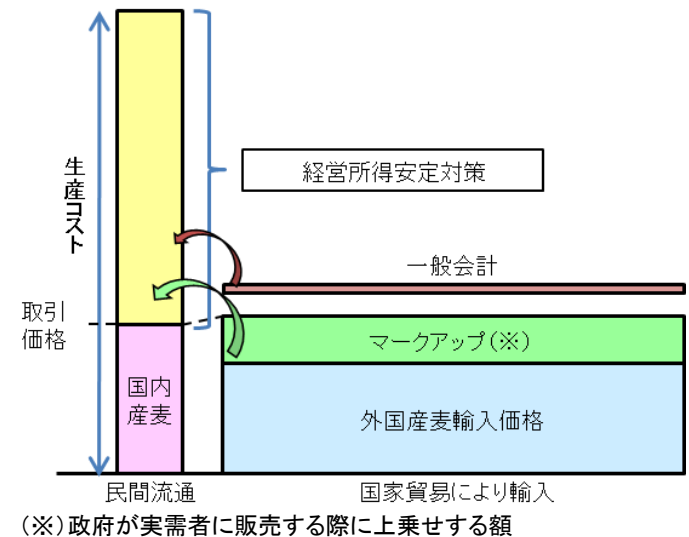 経営所得安定対策
生産コスト
一般会計
取引
価格
マークアップ(※)
国内
産麦
外国産麦輸入価格
民間流通
国家貿易により輸入
(※)政府が実需者に販売する際に上乗せする額